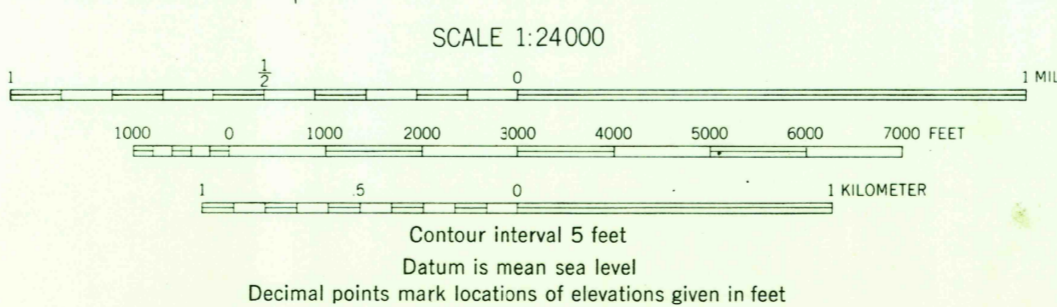 SCALE 1:24000
1 1/2 0 1 MIL
1000 0 1000 2000 3000 4000 5000 6000 7000 FEET
1 .5 0 1 KILOMETER
Contour interval 5 feet
Datum is mean sea level
Decimal points mark locations of elevations given in feet